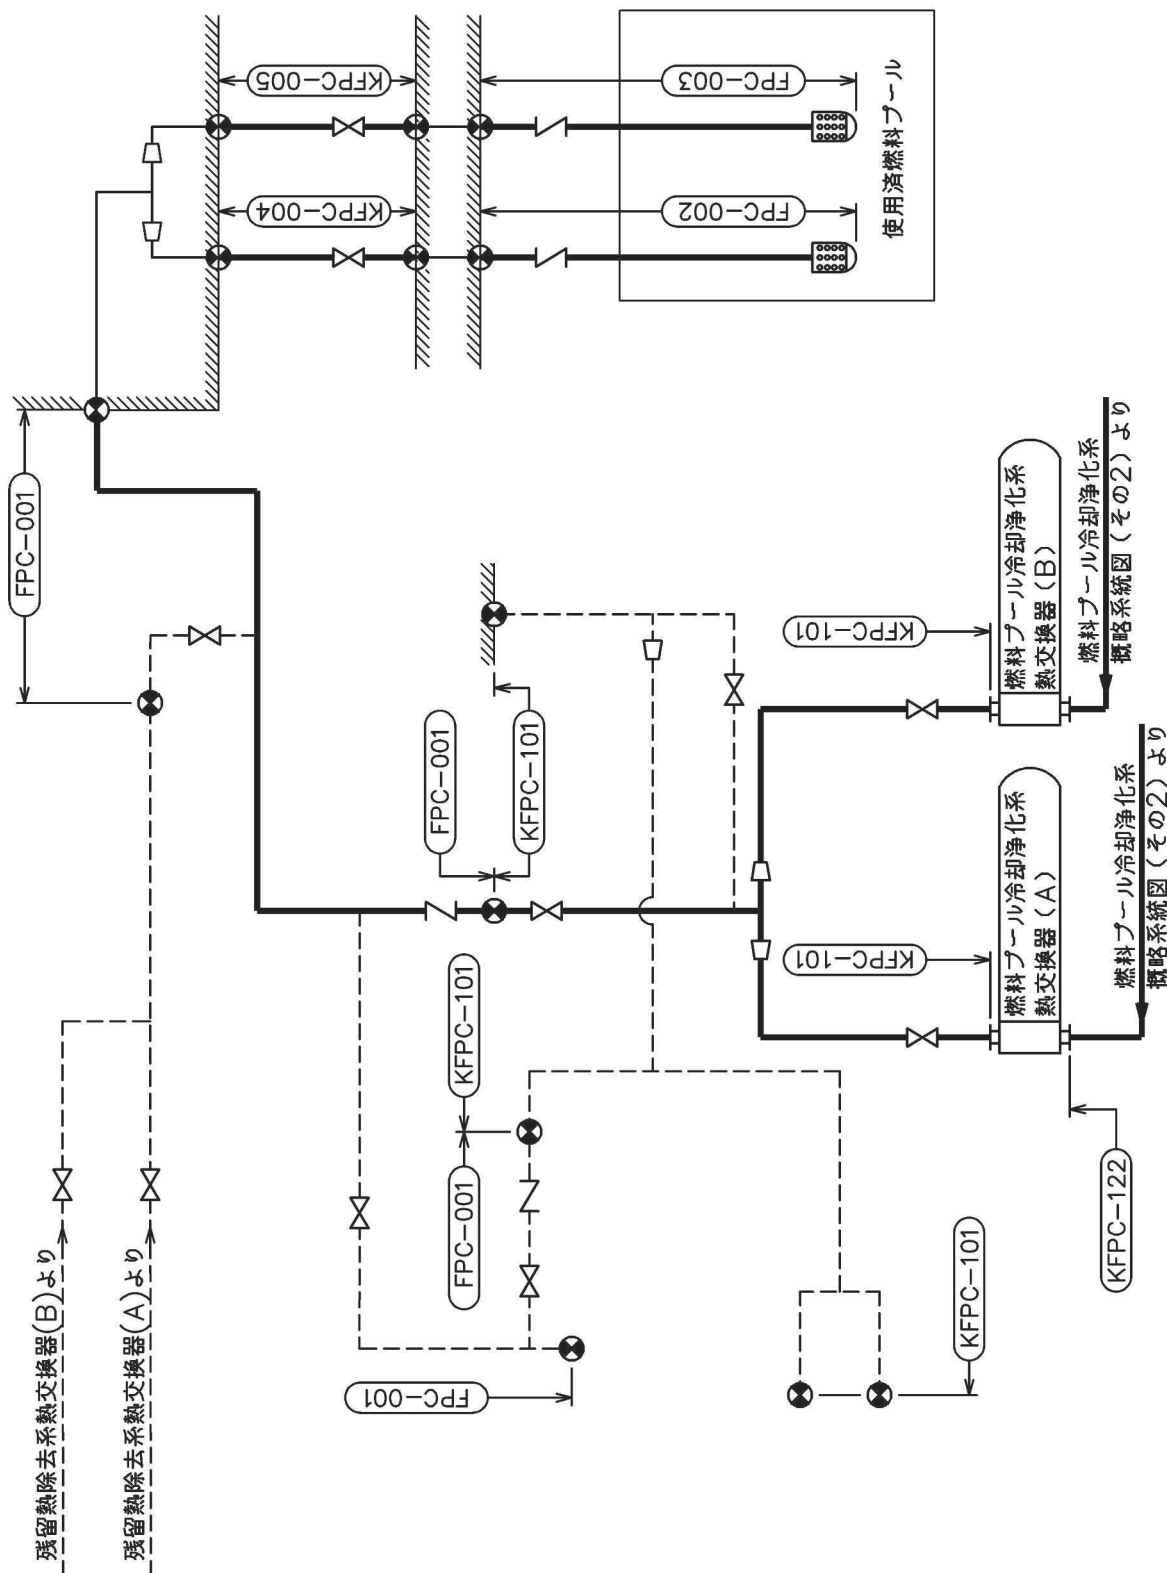 残留熱除去系熱交換器(B)より
残留熱除去系熱交換器(A)より
FPC-001
KFPC-005
KFPC-004
FPC-003
FPC-002
使用済燃料プール
FPC-001
KFPC-101
KFPC-101
FPC-001
FPC-001
KFPC-101
KFPC-101
KFPC-101
KFPC-122
燃料プール冷却浄化系
熱交換器(B)
燃料プール冷却浄化系
熱交換器(A)
燃料プール冷却浄化系
概略系統図(その2)より
燃料プール冷却浄化系
概略系統図(その2)より